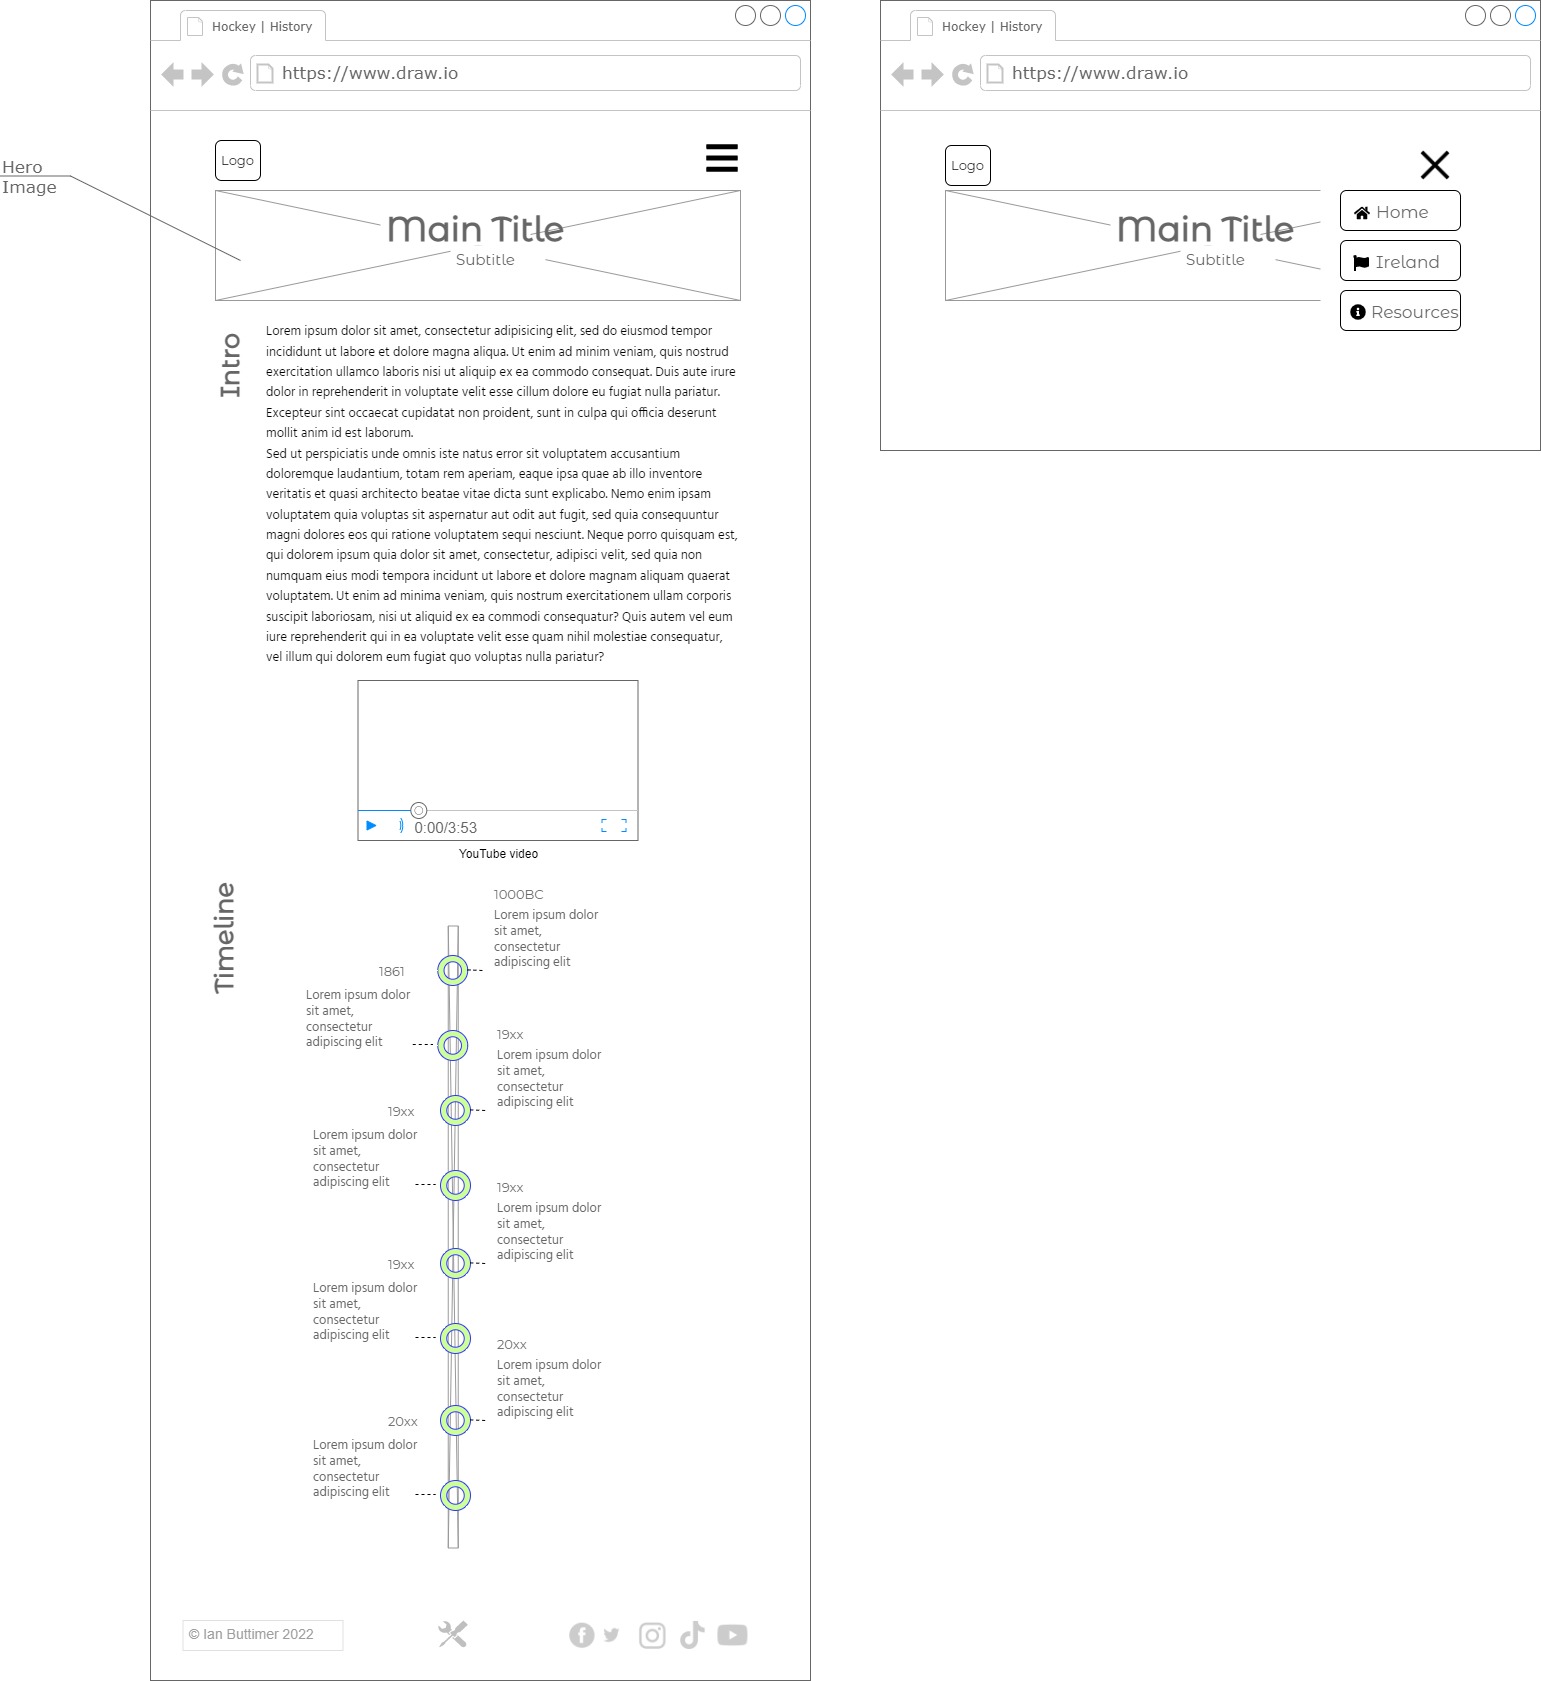 Hockey | History
https://www.draw.io
Hero
Image
Logo
Main Title
Subtitle
Intro
Lorem ipsum dolor sit amet, consectetur adipisicing elit, sed do eiusmod tempor
incididunt ut labore et dolore magna aliqua. Ut enim ad minim veniam, quis nostrud
exercitation ullamco laboris nisi ut aliquip ex ea commodo consequat. Duis aute irure
dolor in reprehenderit in voluptate velit esse cillum dolore eu fugiat nulla pariatur.
Excepteur sint occaecat cupidatat non proident, sunt in culpa qui officia deserunt
mollit anim id est laborum.
Sed ut perspiciatis unde omnis iste natus error sit voluptatem accusantium
doloremque laudantium, totam rem aperiam, eaque ipsa quae ab illo inventore
veritatis et quasi architecto beatae vitae dicta sunt explicabo. Nemo enim ipsam
voluptatem quia voluptas sit aspernatur aut odit aut fugit, sed quia consequuntur
magni dolores eos qui ratione voluptatem sequi nesciunt. Neque porro quisquam est,
qui dolorem ipsum quia dolor sit amet, consectetur, adipisci velit, sed quia non
numquam eius modi tempora incidunt ut labore et dolore magnam aliquam quaerat
voluptatem. Ut enim ad minima veniam, quis nostrum exercitationem ullam corporis
suscipit laboriosam, nisi ut aliquid ex ea commodi consequatur? Quis autem vel eum
iure reprehenderit qui in ea voluptate velit esse quam nihil molestiae consequatur,
vel illum qui dolorem eum fugiat quo voluptas nulla pariatur?
0:00/3:53
YouTube video
Timeline
1000BC
Lorem ipsum dolor
sit amet,
consectetur
adipiscing elit
1861
Lorem ipsum dolor
sit amet,
consectetur
adipiscing elit
19xx
Lorem ipsum dolor
sit amet,
consectetur
adipiscing elit
19xx
Lorem ipsum dolor
sit amet,
consectetur
adipiscing elit
19xx
Lorem ipsum dolor
sit amet,
consectetur
adipiscing elit
19xx
Lorem ipsum dolor
sit amet,
consectetur
adipiscing elit
20xx
Lorem ipsum dolor
sit amet,
consectetur
adipiscing elit
20xx
Lorem ipsum dolor
sit amet,
consectetur
adipiscing elit
© Ian Buttimer 2022
Hockey | History
https://www.draw.io
Logo
Main Title
Subtitle
Home
Ireland
Resources